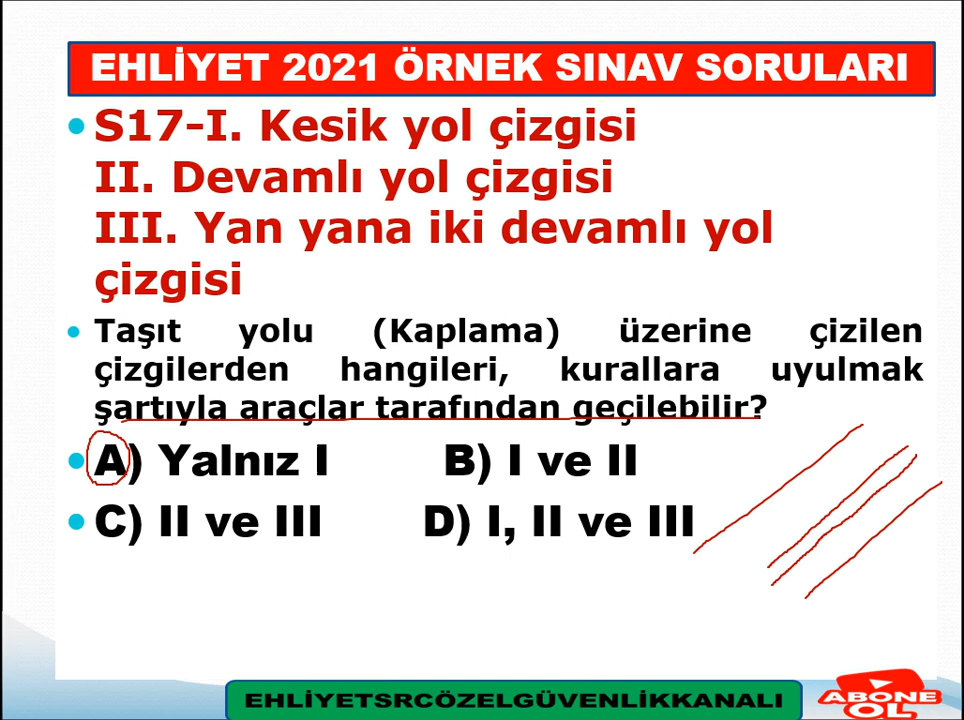 EHLİYET 2021 ÖRNEK SINAV SORULARI
• S17-I. Kesik yol çizgisi
II. Devamlı yol çizgisi
III. Yan yana iki devamlı yol
çizgisi
• Taşıt yolu (Kaplama) üzerine çizilen
çizgilerden hangileri, kurallara uyulmak
şartıyla araçlar tarafından geçilebilir?
• A) Yalnız I B) I ve II
• C) II ve III D) I, II ve III
EHLİYETSRCÖZELGÜVENLİKKANALI
ABONE
OL